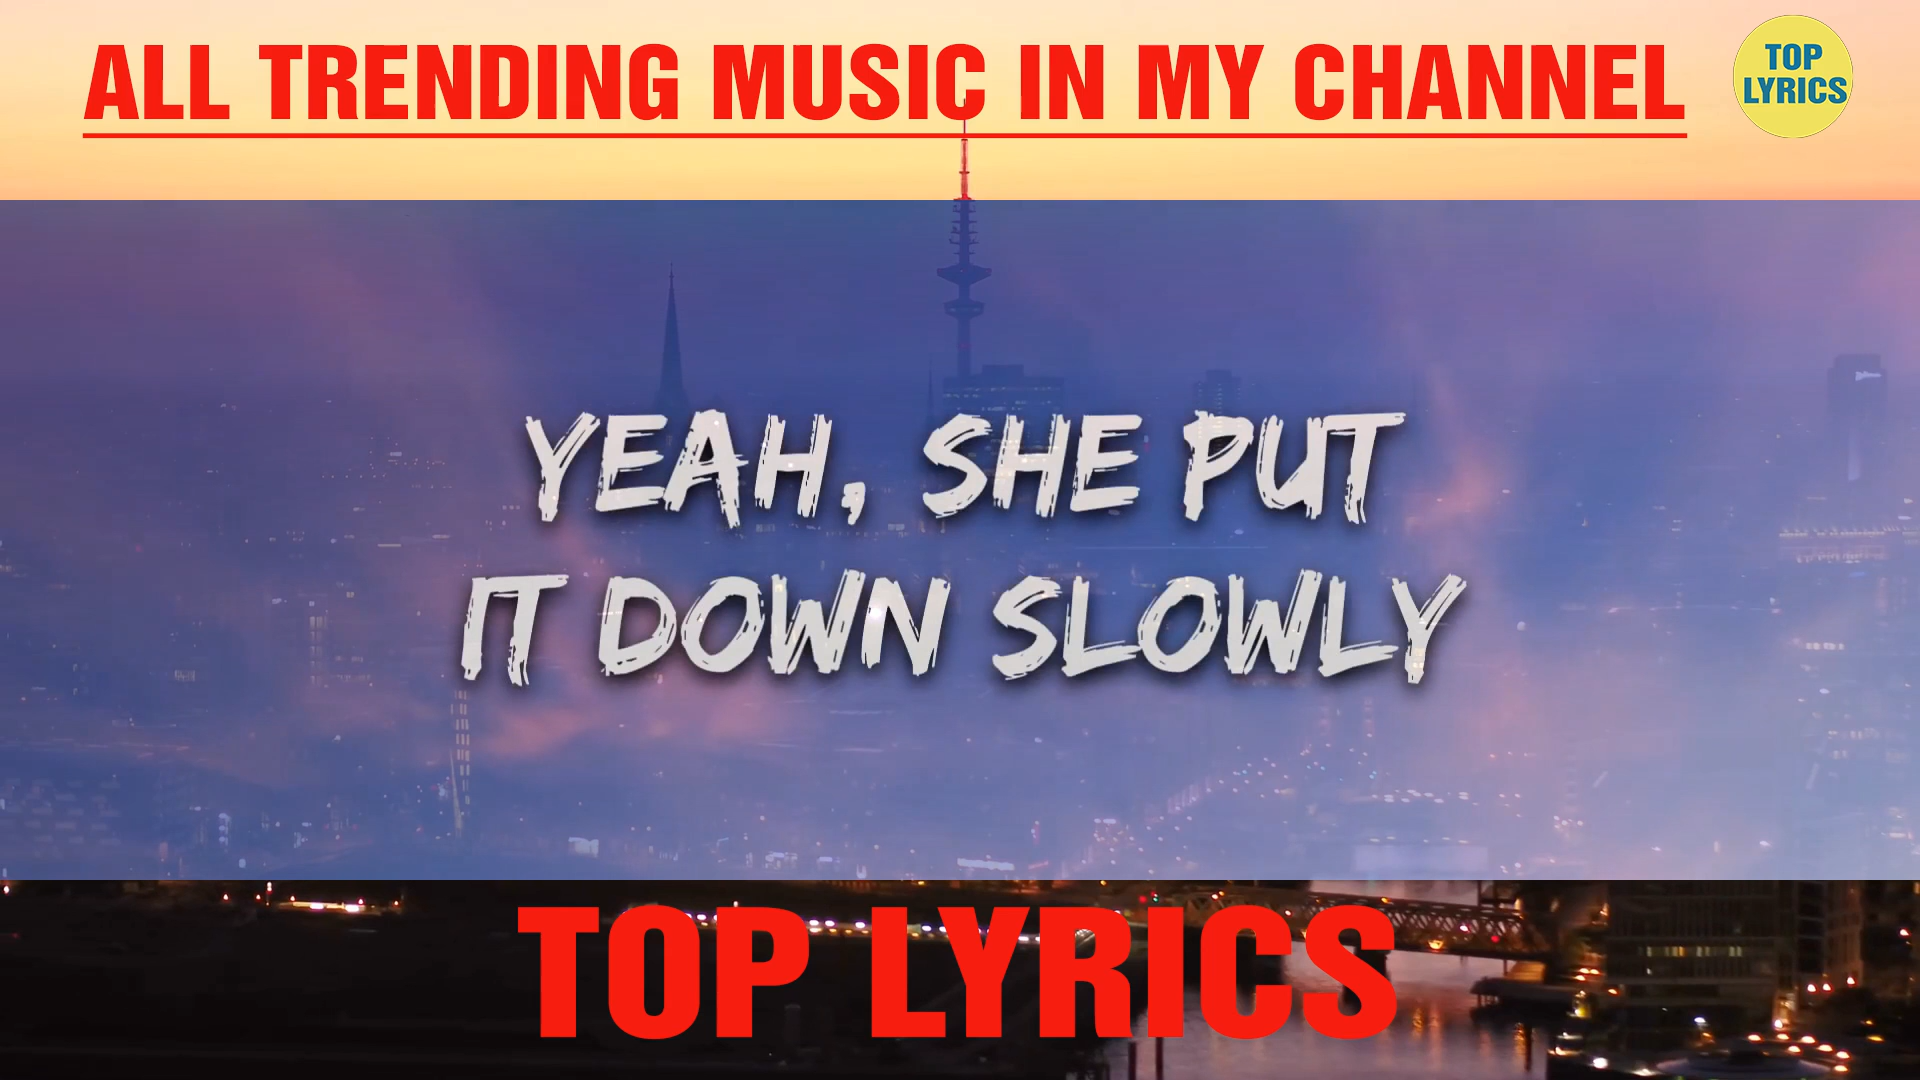 ALL TRENDING MUSIC IN MY CHANNEL
TOP
LYRICS
YEAH, SHE PUT
IT DOWN SLOWLY
TOP LYRICS